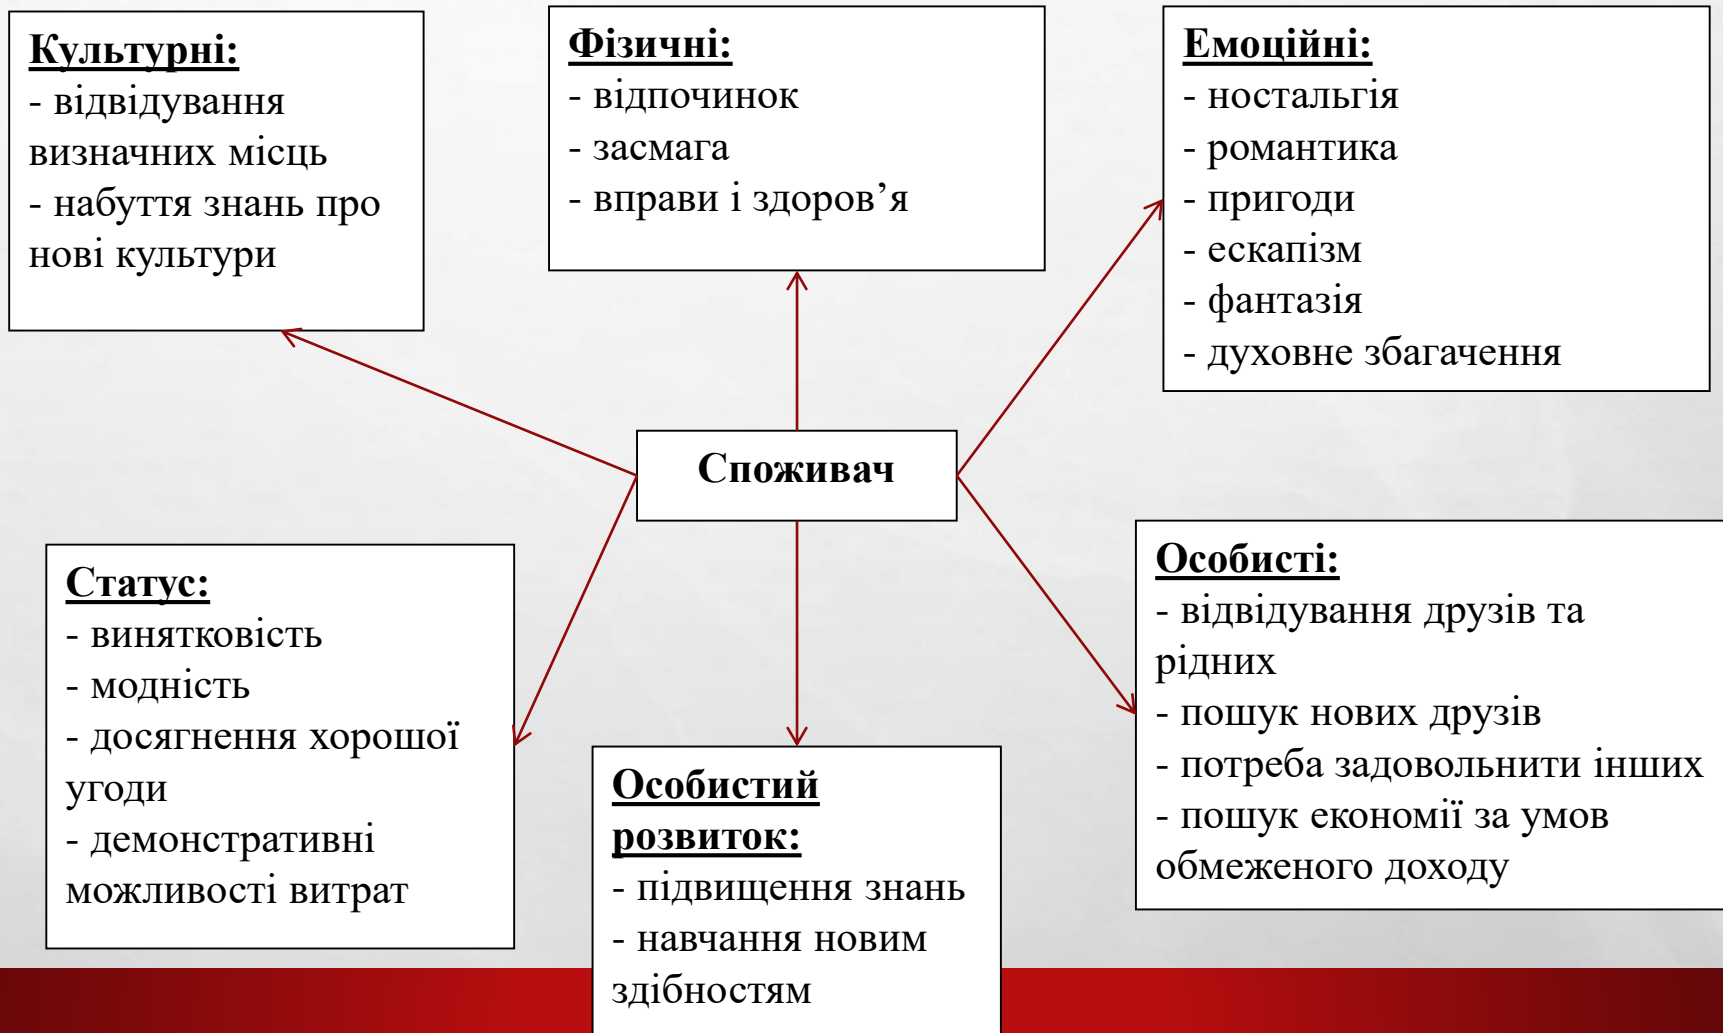 Культурні:
- відвідування
визначних місць
- набуття знань про
нові культури
Фізичні:
- відпочинок
- засмага
- вправи і здоров’я
Емоційні:
- ностальгія
- романтика
- пригоди
- ескапізм
- фантазія
- духовне збагачення
Споживач
Статус:
- винятковість
- модність
- досягнення хорошої
угоди
- демонстративні
можливості витрат
Особистий
розвиток:
- підвищення знань
- навчання новим
здібностям
Особисті:
- відвідування друзів та
рідних
- пошук нових друзів
- потреба задовольнити інших
- пошук економії за умов
обмеженого доходу